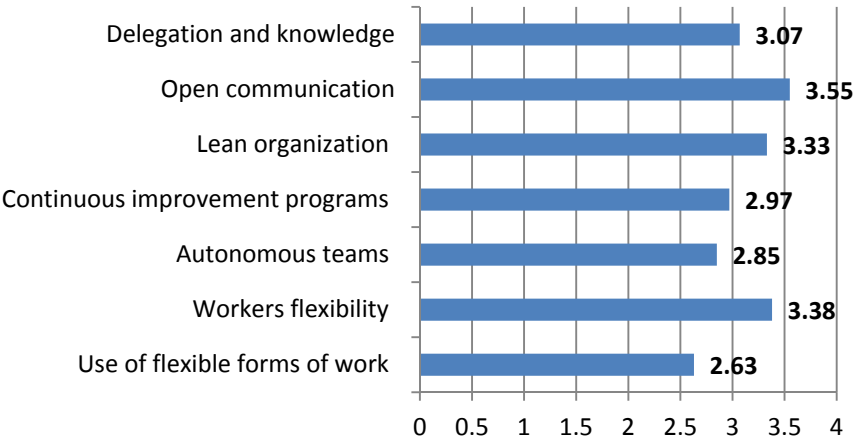 Delegation and knowledge 3.07
Open communication 3.55
Lean organization 3.33
Continuous improvement programs 2.97
Autonomous teams 2.85
Workers flexibility 3.38
Use of flexible forms of work 2.63
0 0.5 1 1.5 2 2.5 3 3.5 4